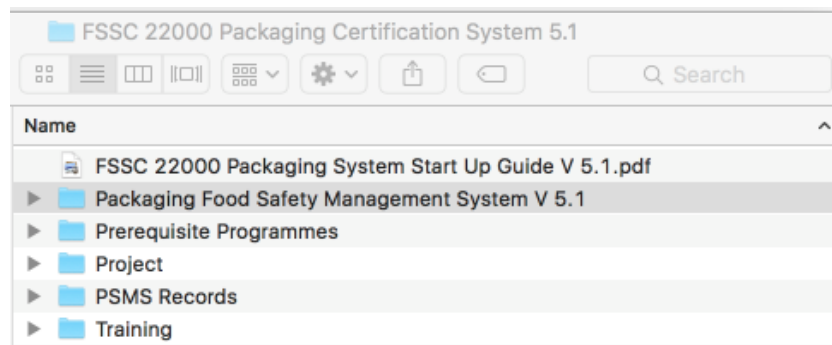 FSSC 22000 Packaging Certification System 5.1
Search
Name
FSSC 22000 Packaging System Start Up Guide V 5.1.pdf
Packaging Food Safety Management System V 5.1
Prerequisite Programmes
Project
PSMS Records
Training